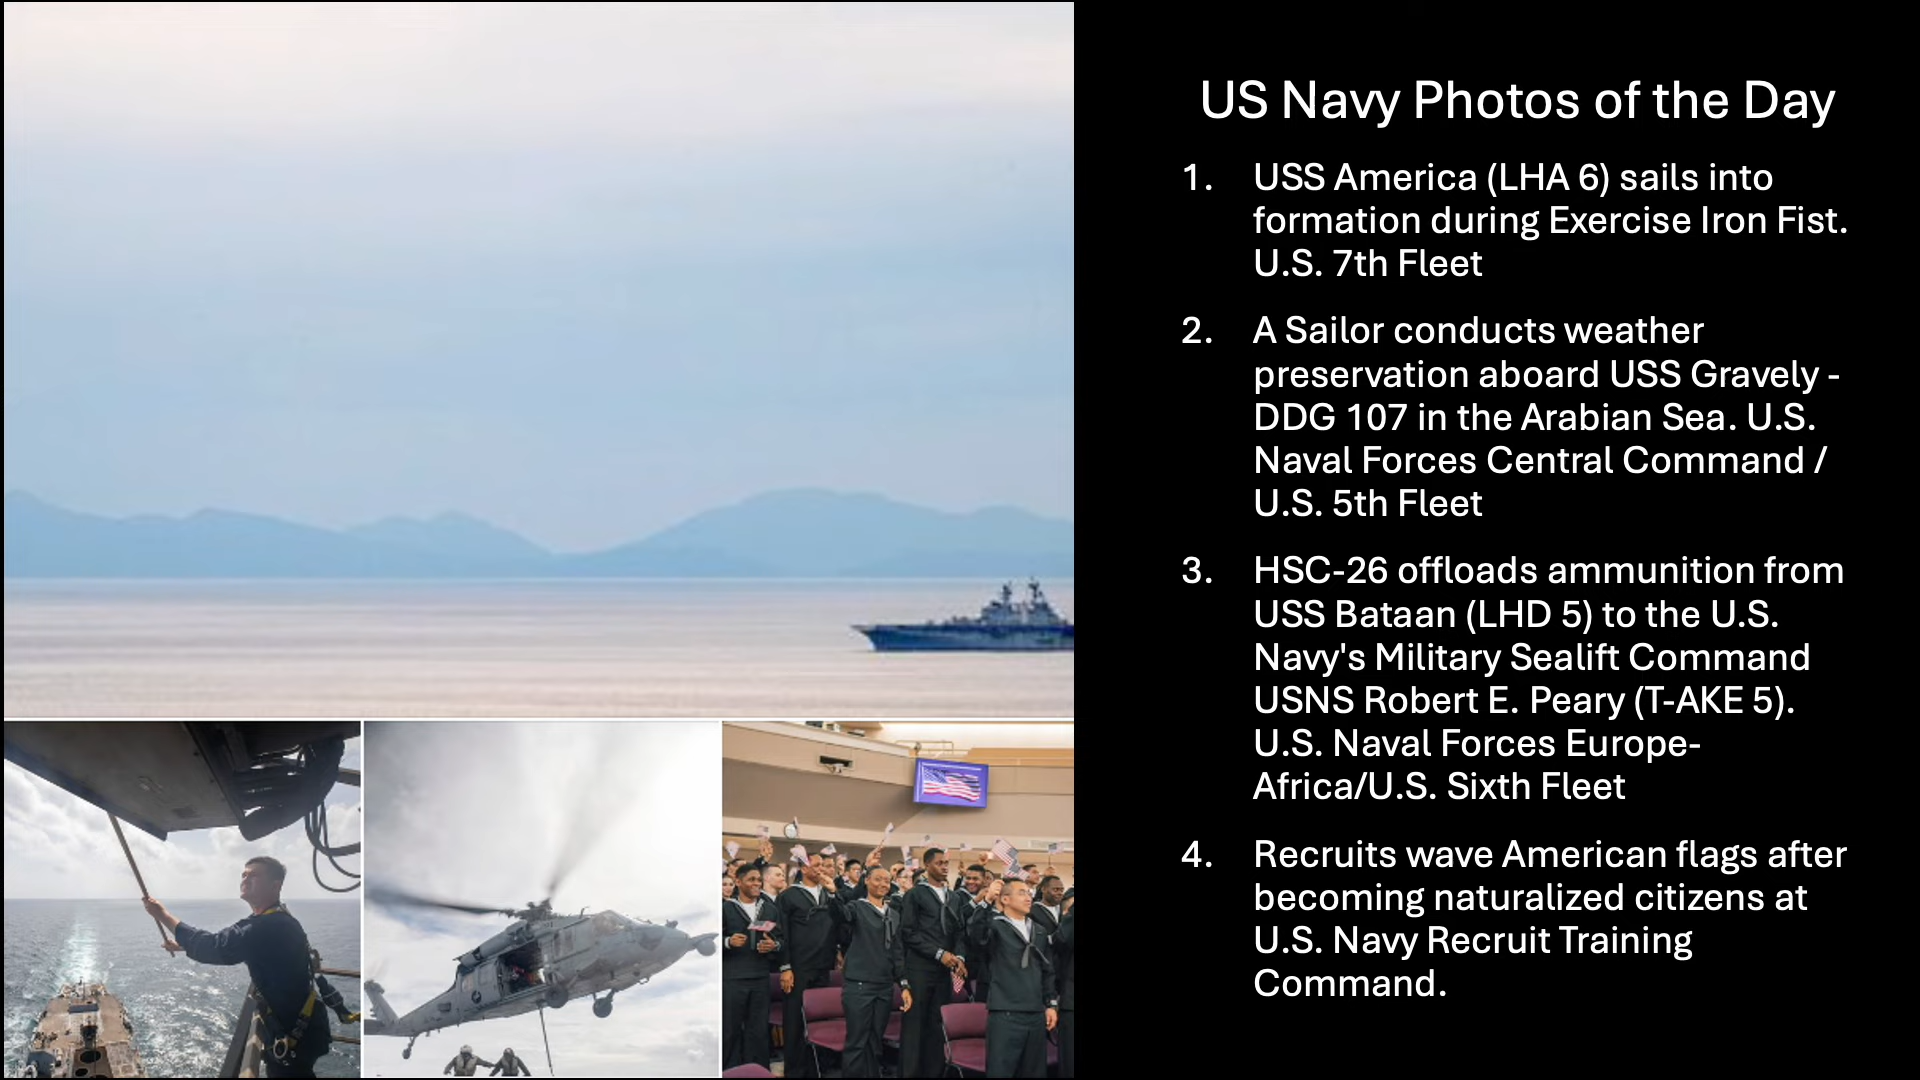 US Navy Photos of the Day
1. USS America (LHA 6) sails into
formation during Exercise Iron Fist.
U.S. 7th Fleet
2. A Sailor conducts weather
preservation aboard USS Gravely -
DDG 107 in the Arabian Sea. U.S.
Naval Forces Central Command /
U.S. 5th Fleet
3. HSC-26 offloads ammunition from
USS Bataan (LHD 5) to the U.S.
Navy's Military Sealift Command
USNS Robert E. Peary (T-AKE 5).
U.S. Naval Forces Europe-
Africa/U.S. Sixth Fleet
4. Recruits wave American flags after
becoming naturalized citizens at
U.S. Navy Recruit Training
Command.